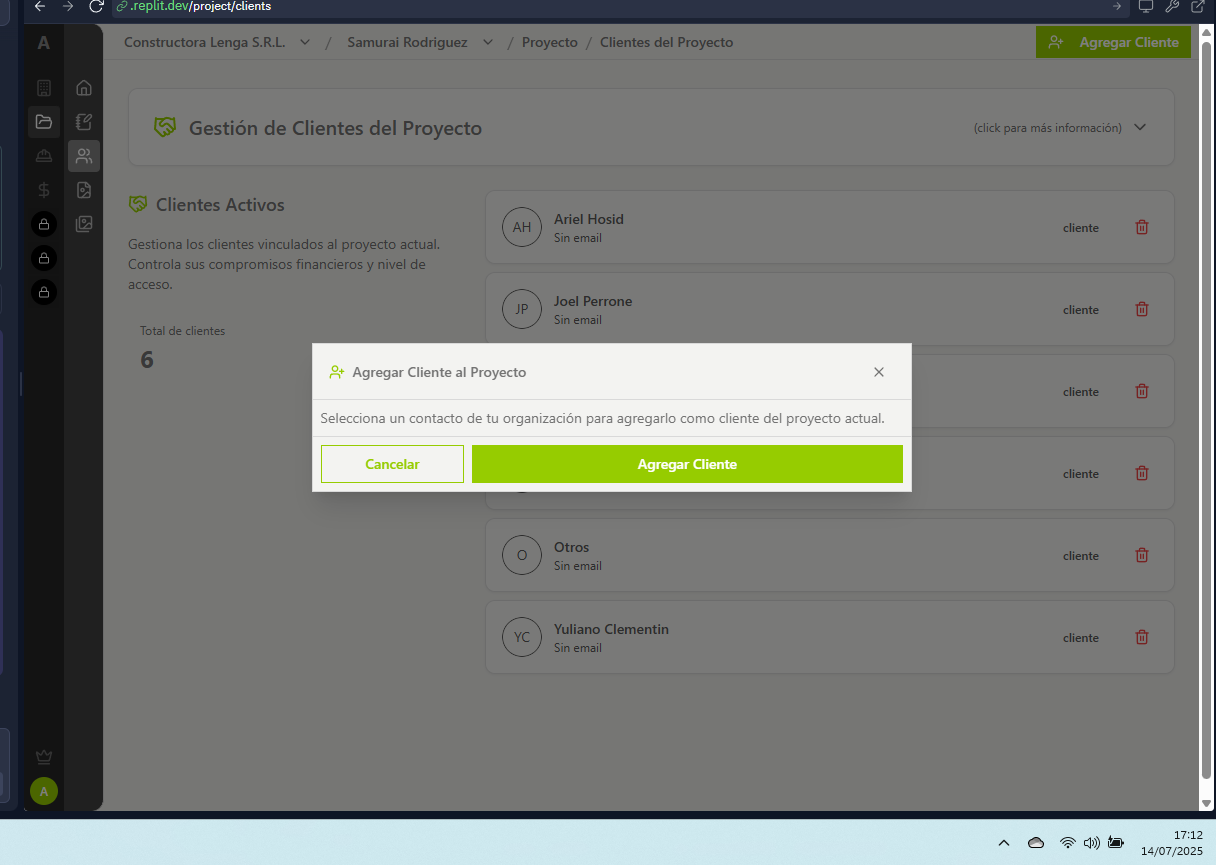 .replit.dev/project/clients
A
Constructora Lenga S.R.L. / Samurai Rodriguez / Proyecto / Clientes del Proyecto
Agregar Cliente
Gestión de Clientes del Proyecto
(click para más información)
Clientes Activos
Gestiona los clientes vinculados al proyecto actual.
Controla sus compromisos financieros y nivel de
acceso.
Total de clientes
6
AH
Ariel Hosid
Sin email
cliente
JP
Joel Perrone
Sin email
cliente
cliente
cliente
O
Otros
Sin email
cliente
YC
Yuliano Clementin
Sin email
cliente
Agregar Cliente al Proyecto
Selecciona un contacto de tu organización para agregarlo como cliente del proyecto actual.
Cancelar
Agregar Cliente
A
17:12
14/07/2025